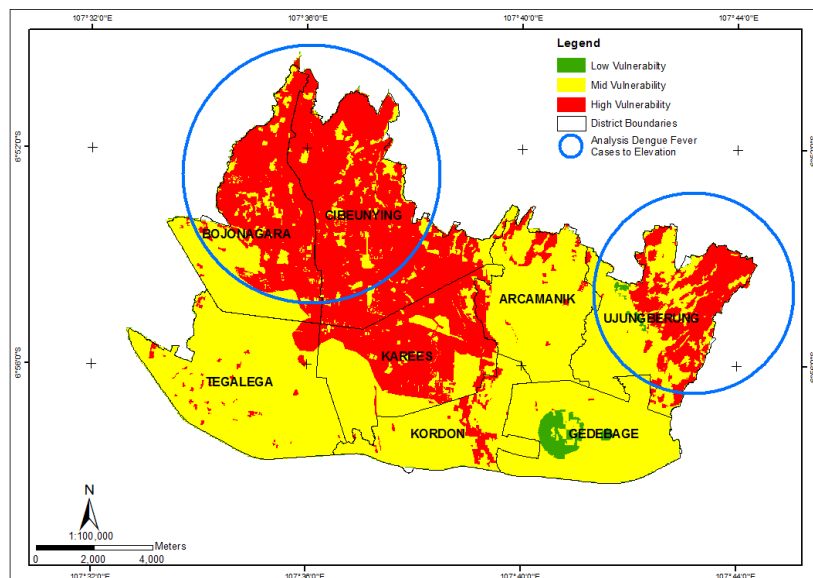 107°32'0"E 107°36'0"E 107°40'0"E 107°44'0"E
Legend
Low Vulnerabilty
Mid Vulnerability
High Vulnerability
District Boundaries
Analysis Dengue Fever
Cases to Elevation
6°52'0"S
CIBEUNYING
BOJONAGARA
ARCAMANIK
UJUNGBERUNG
6°56'0"S
KAREES
TEGALEGA
KORDON
GEDEBAGE
N
1:100,000
Meters
0 2,000 4,000
107°32'0"E 107°36'0"E 107°40'0"E 107°44'0"E